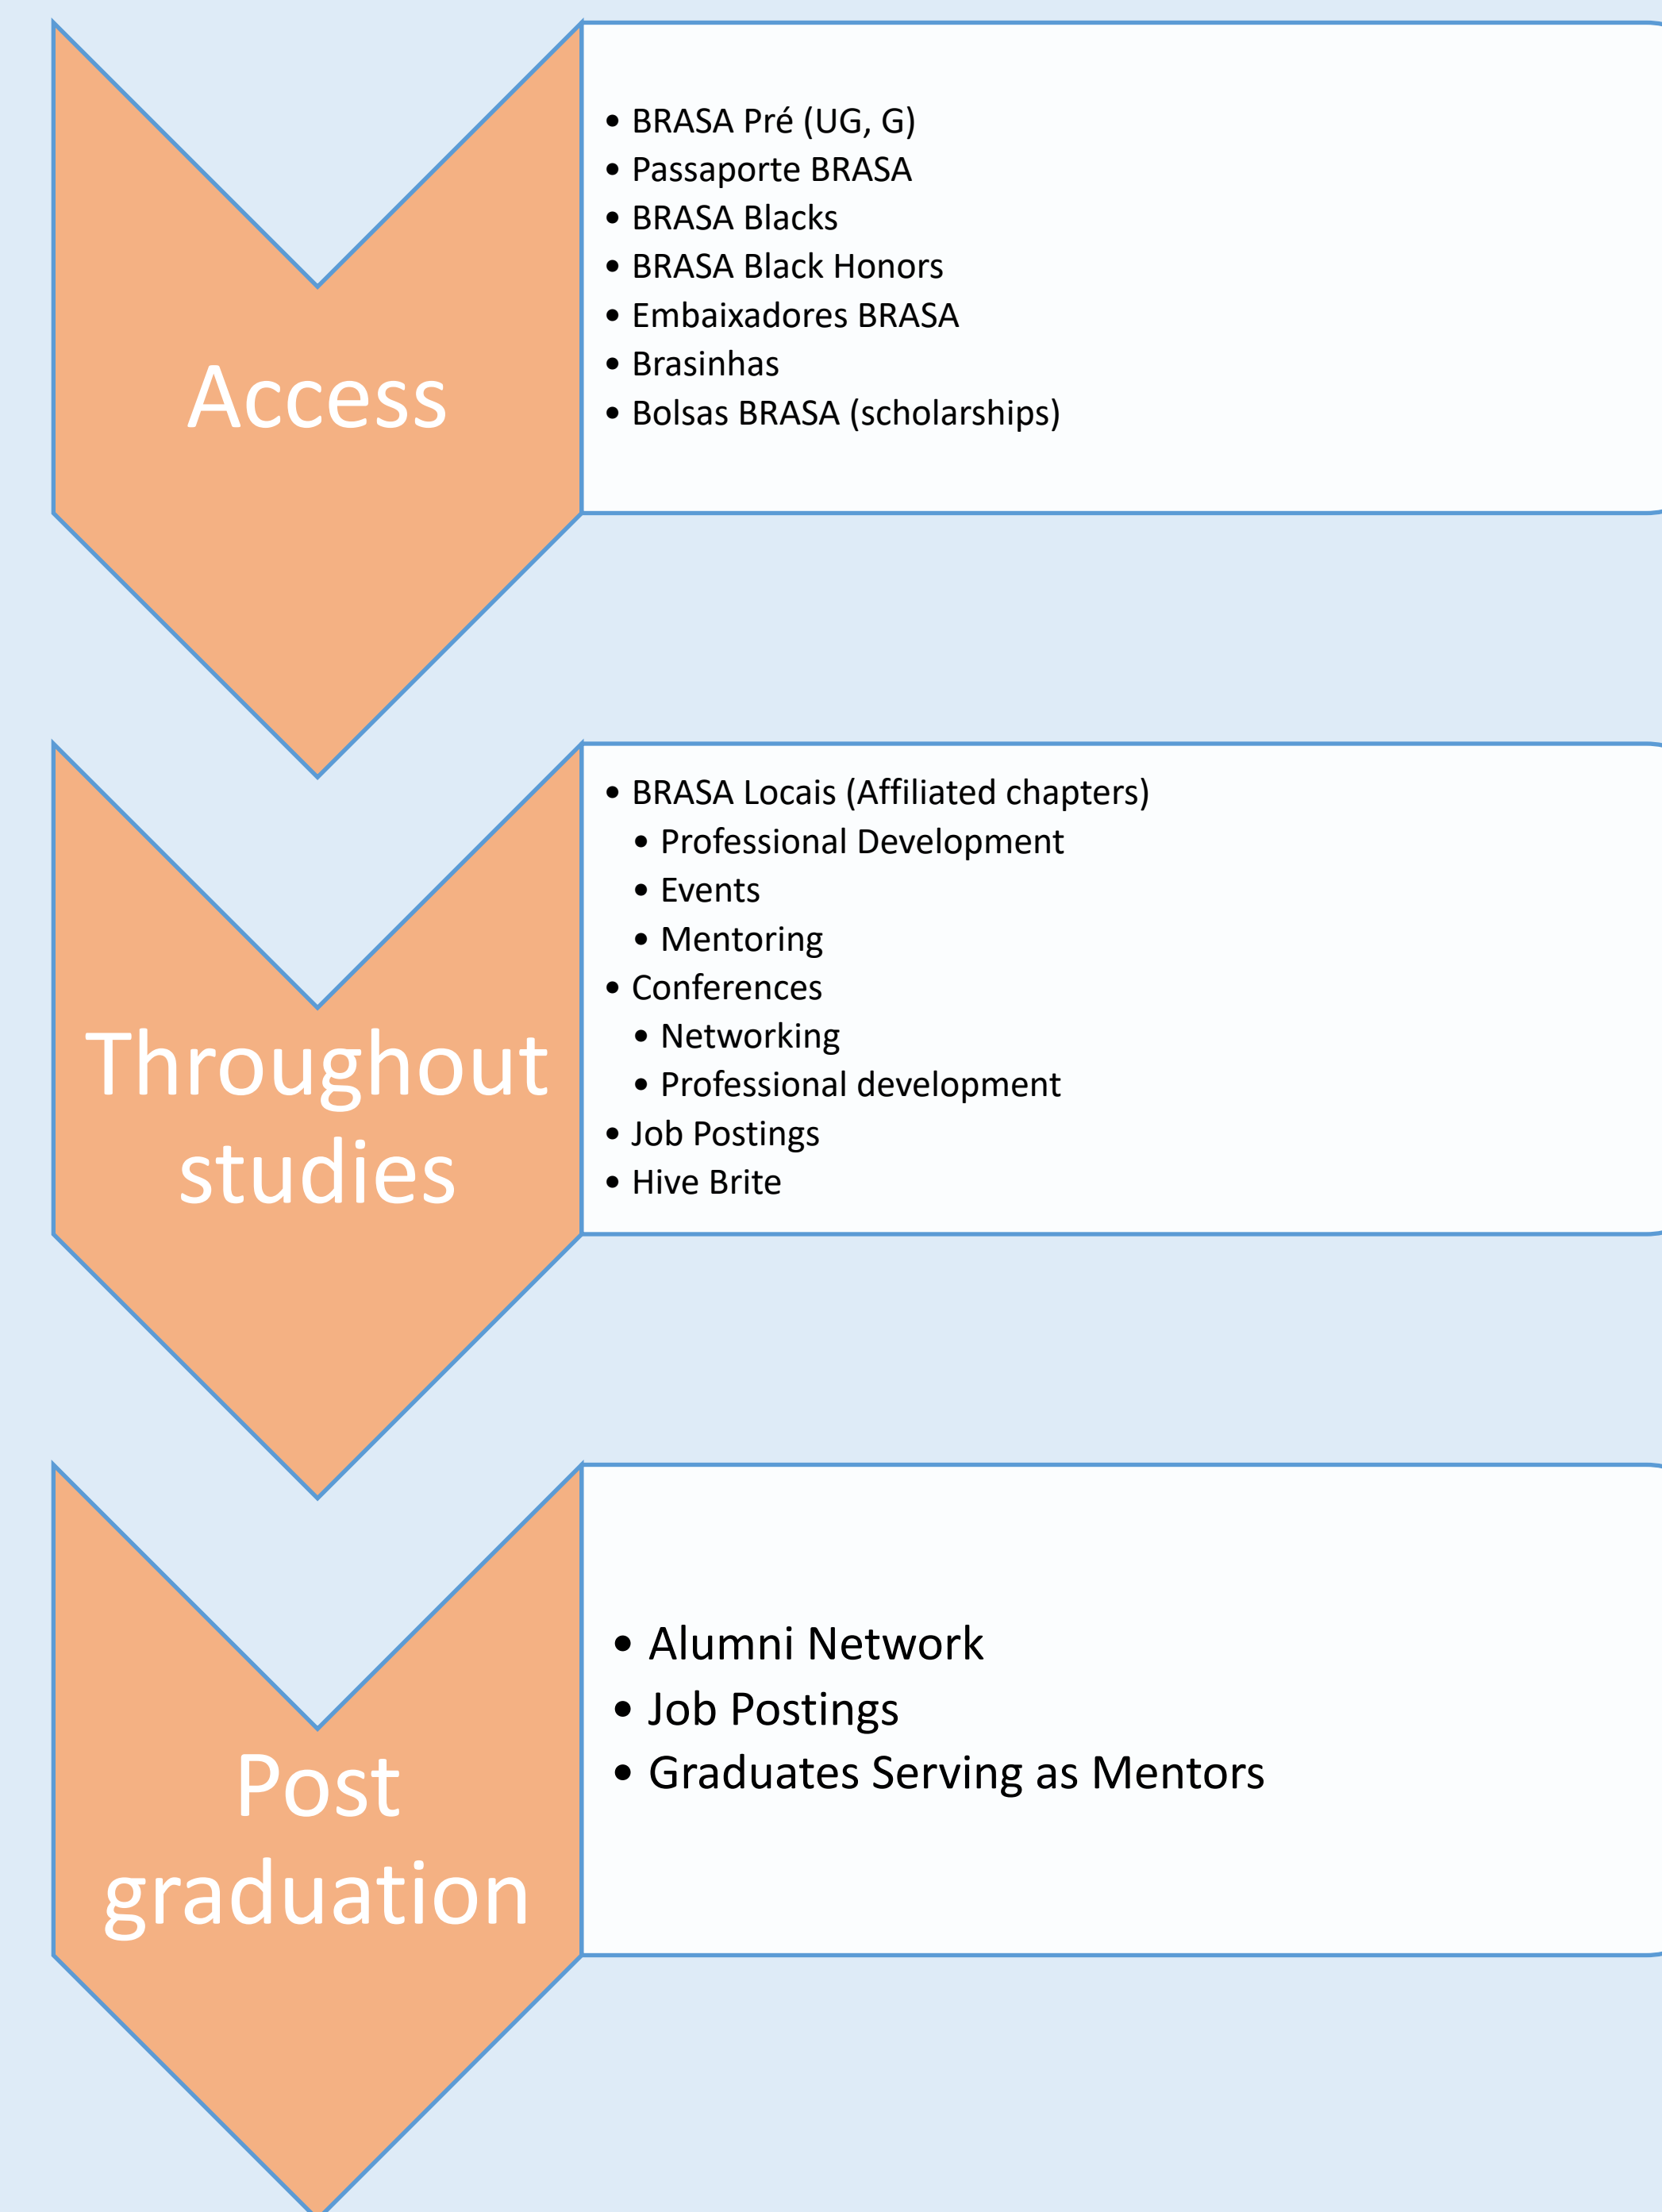 Access
• BRASA Pré (UG, G)
• Passaporte BRASA
• BRASA Blacks
• BRASA Black Honors
• Embaixadores BRASA
• Brasinhas
• Bolsas BRASA (scholarships)
Throughout
studies
• BRASA Locais (Affiliated chapters)
• Professional Development
• Events
• Mentoring
• Conferences
• Networking
• Professional development
• Job Postings
• Hive Brite
Post
graduation
• Alumni Network
• Job Postings
• Graduates Serving as Mentors